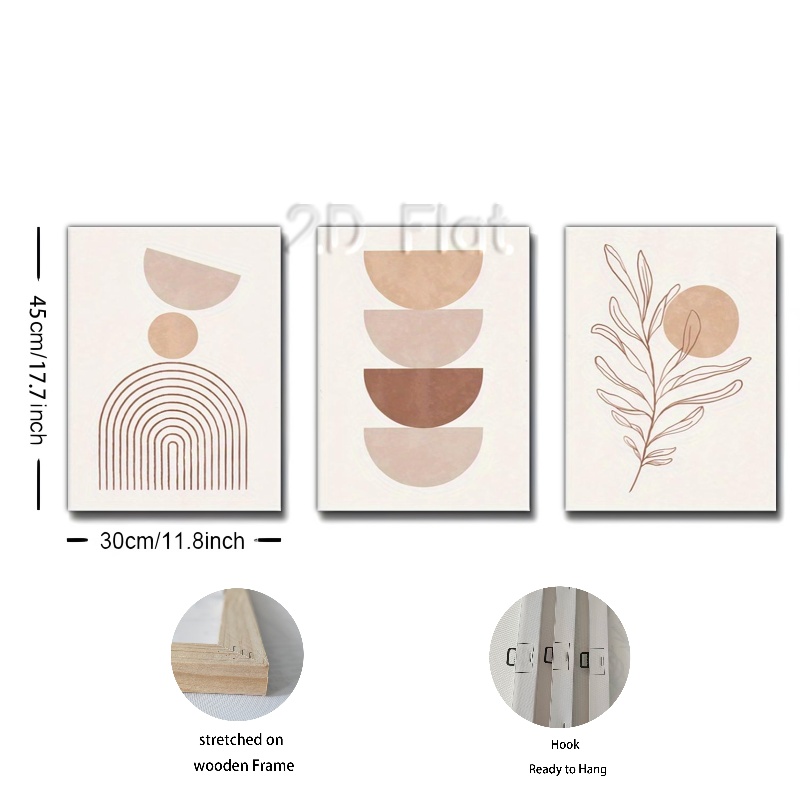 2D Flat
45cm/17.7inch
30cm/11.8inch
stretched on
wooden Frame
Hook
Ready to Hang